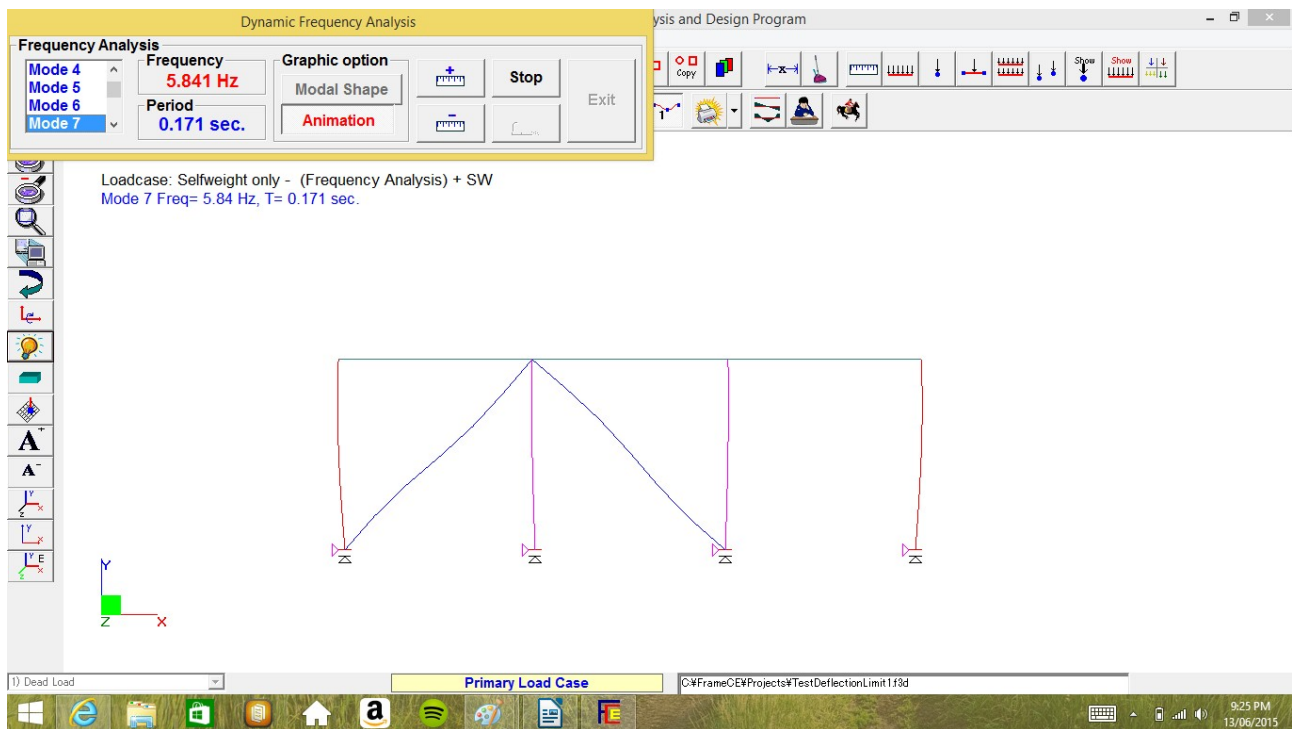 Dynamic Frequency Analysis
ysis and Design Program
Frequency Analysis
Mode 4
Mode 5
Mode 6
Mode 7
Frequency
5.841 Hz
Period
0.171 sec.
Graphic option
Modal Shape
Animation
+
-
Stop
Exit
Copy
x
Show
Show
1
Loadcase: Selfweight only - (Frequency Analysis) + SW
Mode 7 Freq= 5.84 Hz, T= 0.171 sec.
A+
A-
Y
x
z
Y
x
Y E
x
z
Y
Z
X
1) Dead Load
Primary Load Case
C:¥FrameCE¥Projects¥TestDeflectionLimit1.f3d
a
9:25 PM
13/06/2015